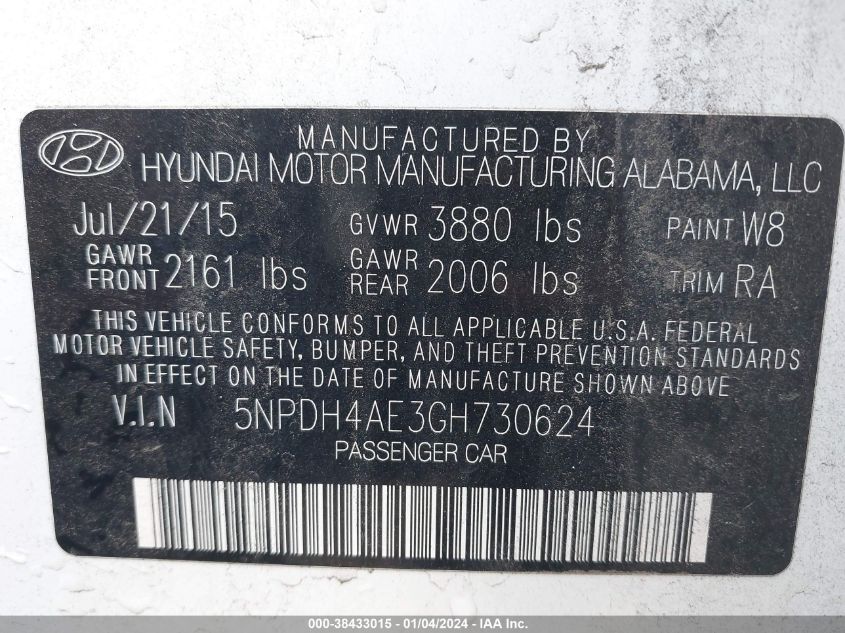 MANUFACTURED BY
HYUNDAI MOTOR MANUFACTURING ALABAMA, LLC
Jul/21/15 GVWR 3880 lbs PAINT W8
GAWR FRONT 2161 lbs GAWR REAR 2006 lbs TRIM RA
THIS VEHICLE CONFORMS TO ALL APPLICABLE U.S.A. FEDERAL
MOTOR VEHICLE SAFETY, BUMPER, AND THEFT PREVENTION STANDARDS
IN EFFECT ON THE DATE OF MANUFACTURE SHOWN ABOVE
V.I.N 5NPDH4AE3GH730624
PASSENGER CAR
000-38433015 - 01/04/2024 - IAA Inc.